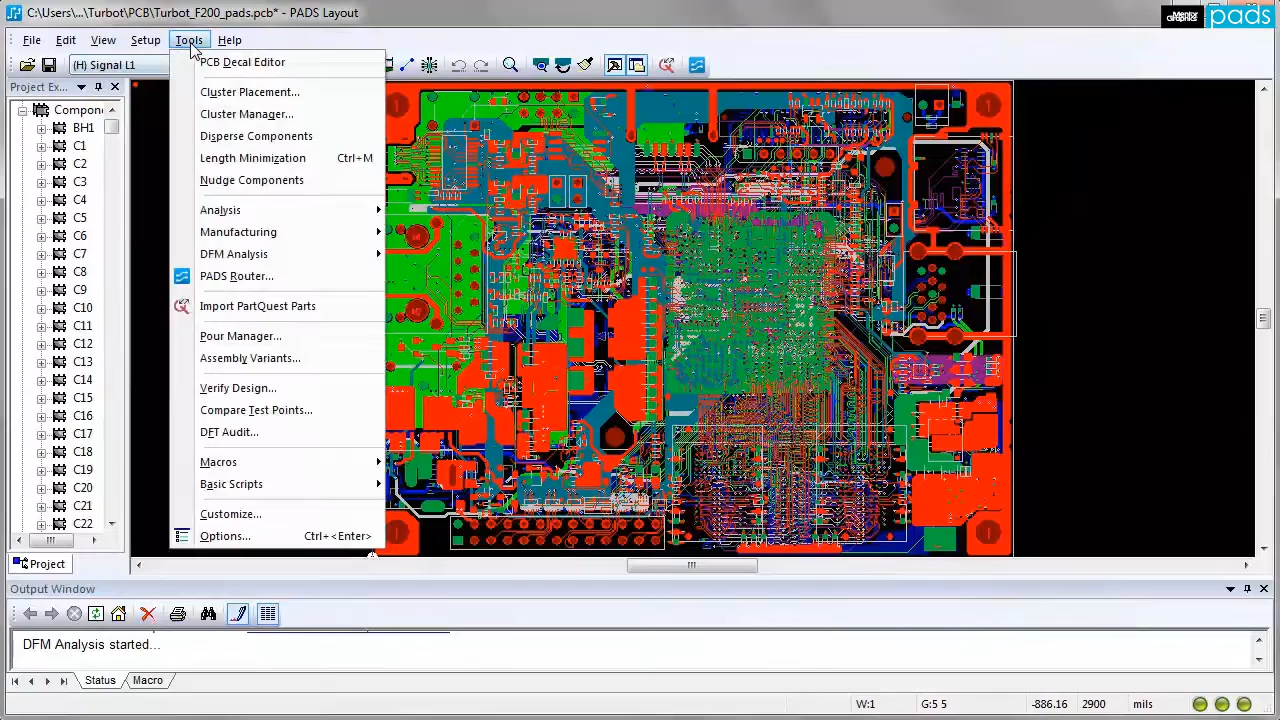 C:\Users\...\Turbot\PCB\Turbot_F200_pads.pcb* - PADS Layout
Mentor Graphics pads
File Edit View Setup Tools Help
(H) Signal L1
Project Ex...
Compon
BH1
C1
C2
C3
C4
C5
C6
C7
C8
C9
C10
C11
C12
C13
C14
C15
C16
C17
C18
C19
C20
C21
C22
Project
PCB Decal Editor
Cluster Placement...
Cluster Manager...
Disperse Components
Length Minimization Ctrl+M
Nudge Components
Analysis
Manufacturing
DFM Analysis
PADS Router...
Import PartQuest Parts
Pour Manager...
Assembly Variants...
Verify Design...
Compare Test Points...
DFT Audit...
Macros
Basic Scripts
Customize...
Options... Ctrl+<Enter>
Output Window
DFM Analysis started...
Status Macro
W:1 G:5 5 -886.16 2900 mils